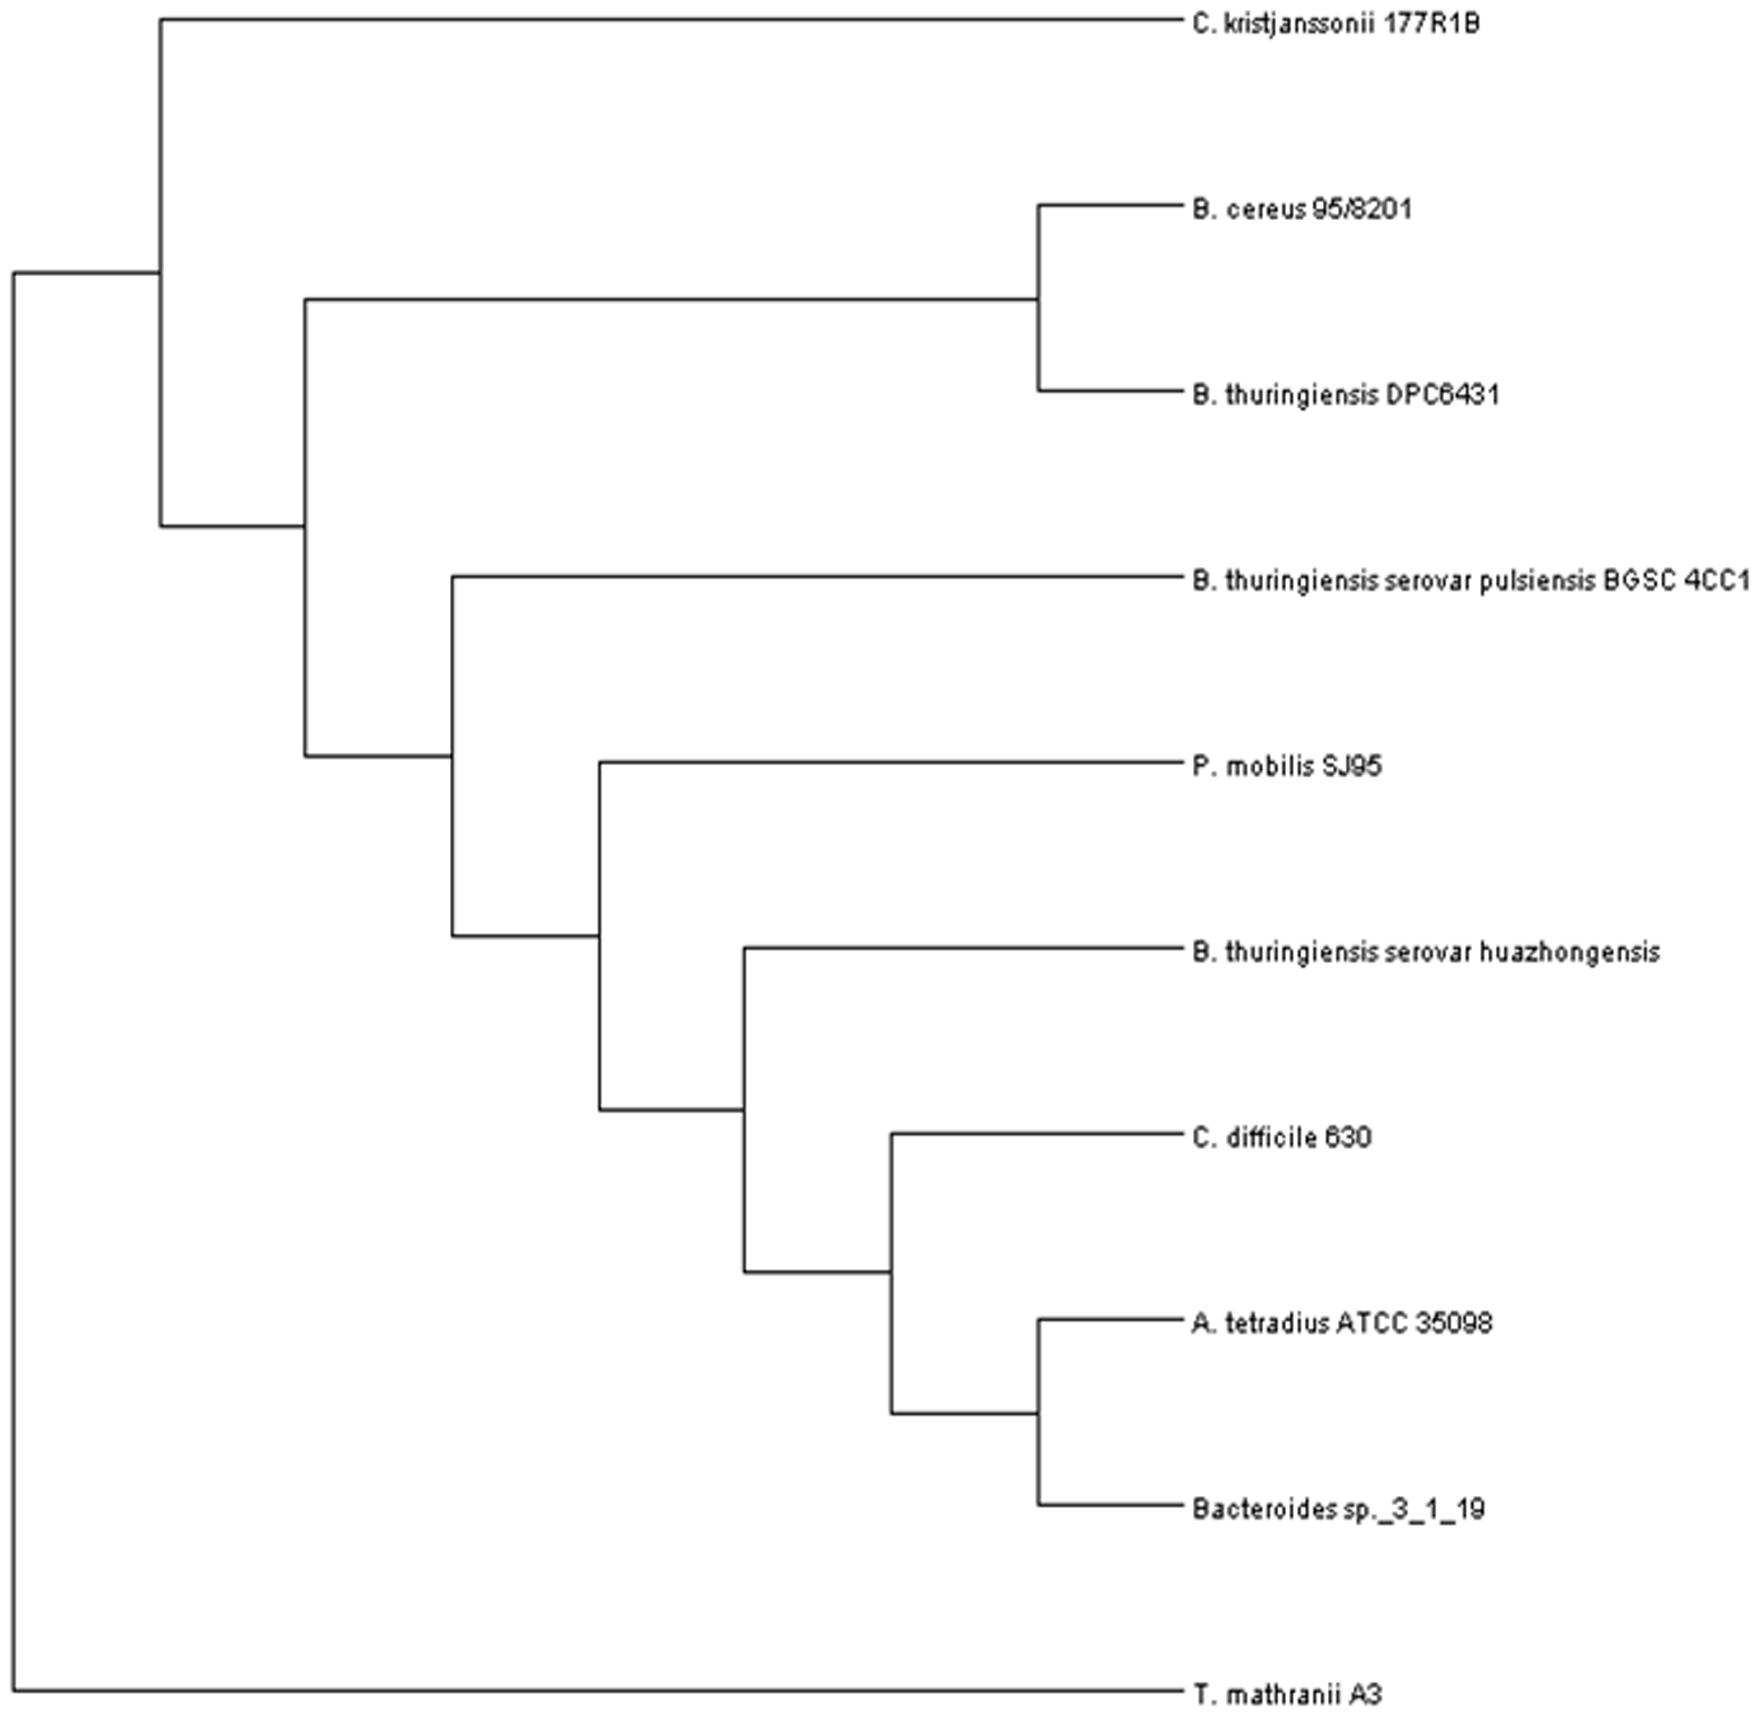 C. kristjanssonii 177R1B
B. cereus 95/8201
B. thuringiensis DPC6431
B. thuringiensis serovar pulsiensis BGSC 4CC1
P. mobilis SJ95
B. thuringiensis serovar huazhongensis
C. difficile 630
A. tetradius ATCC 35098
Bacteroides sp._3_1_19
T. mathranii A3